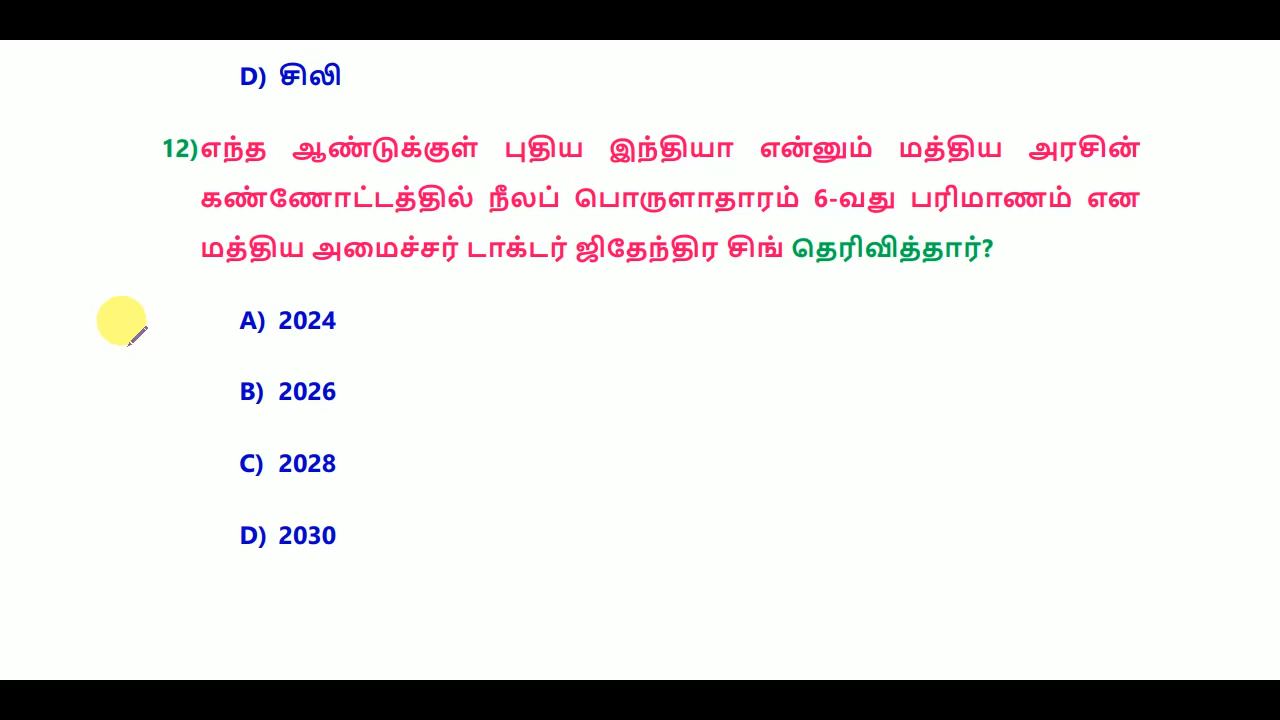 D) சிலி
12)எந்த ஆண்டுக்குள் புதிய இந்தியா என்னும் மத்திய அரசின்
கண்ணோட்டத்தில் நீலப் பொருளாதாரம் 6-வது பரிமாணம் என
மத்திய அமைச்சர் டாக்டர் ஜிதேந்திர சிங் தெரிவித்தார்?
A) 2024
B) 2026
C) 2028
D) 2030